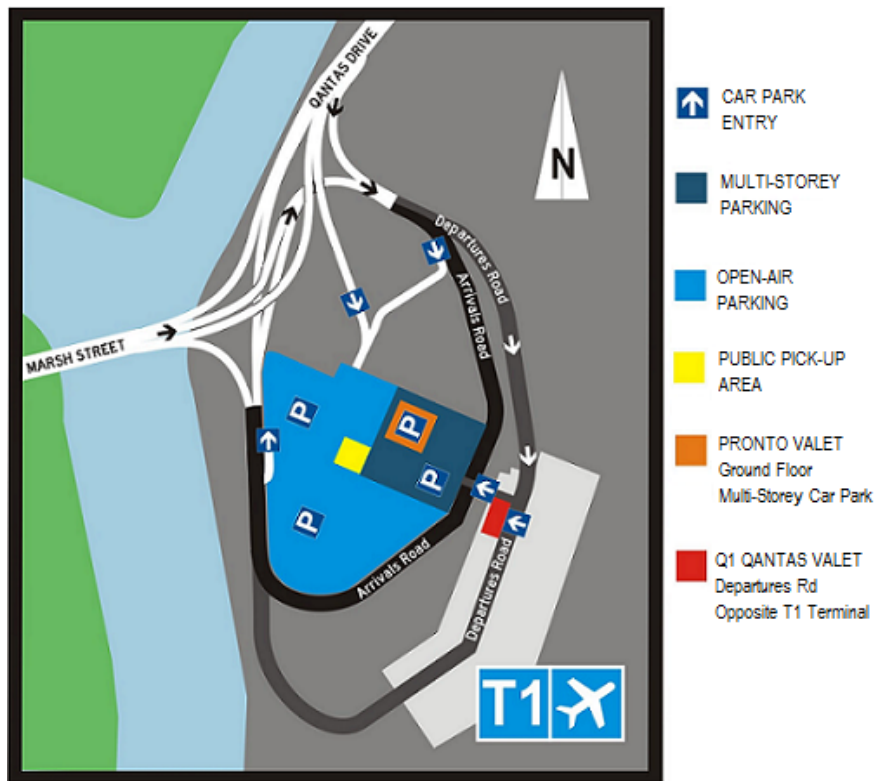 QANTAS DRIVE
N
Departures Road
Arrivals Road
MARSH STREET
P
P
P
P
Arrivals Road
Departures Road
T1
CAR PARK
ENTRY
MULTI-STOREY
PARKING
OPEN-AIR
PARKING
PUBLIC PICK-UP
AREA
PRONTO VALET
Ground Floor
Multi-Storey Car Park
Q1 QANTAS VALET
Departures Rd
Opposite T1 Terminal